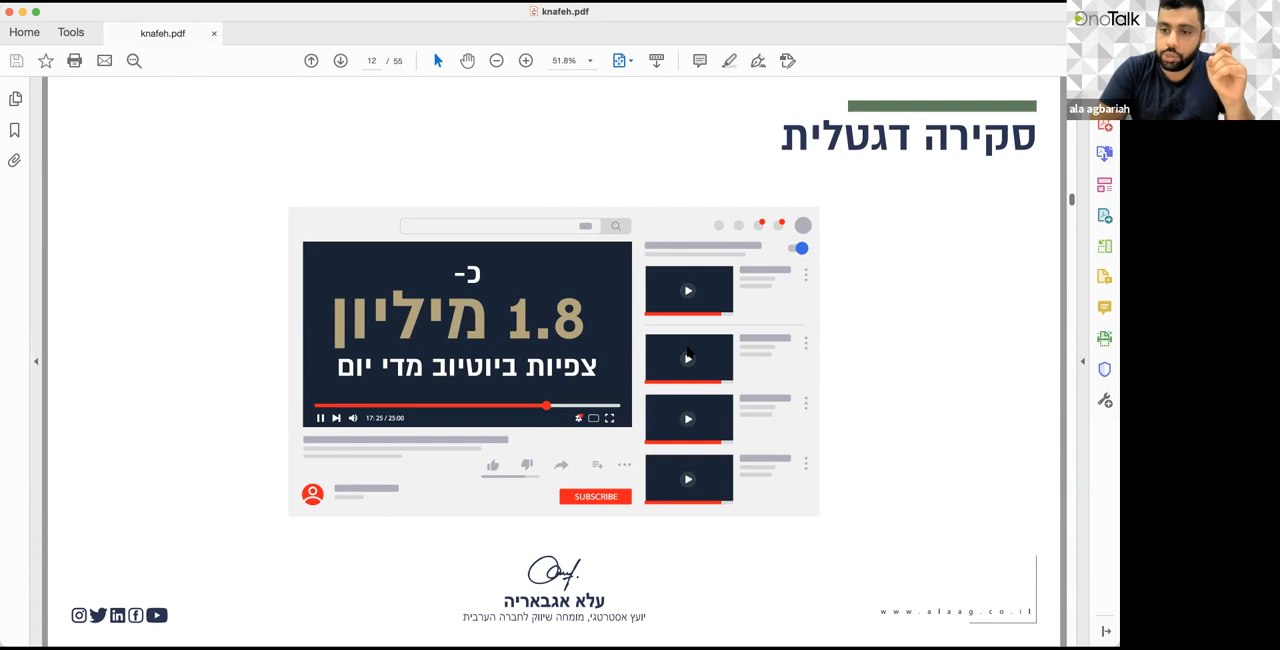 knafeh.pdf
Home
Tools
knafeh.pdf
12 / 55
51.8%
OnoTalk
ala agbariah
סקירה דגטלית
כ-
1.8 מיליון
צפיות ביוטיוב מדי יום
17:25 / 25:00
SUBSCRIBE
עלא אגבאריה
יועץ אסטרטגי, מומחה שיווק לחברה הערבית
www.alaag.co.il